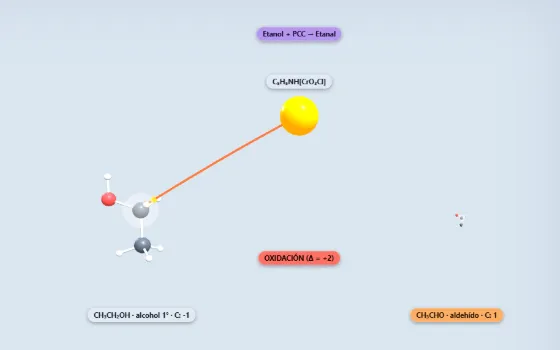 Etanol + PCC → Etanal
C₅H₅NH[CrO₃Cl]
OXIDACIÓN (Δ = +2)
CH₃CH₂OH · alcohol 1° · C: -1
CH₃CHO · aldehído · C: 1